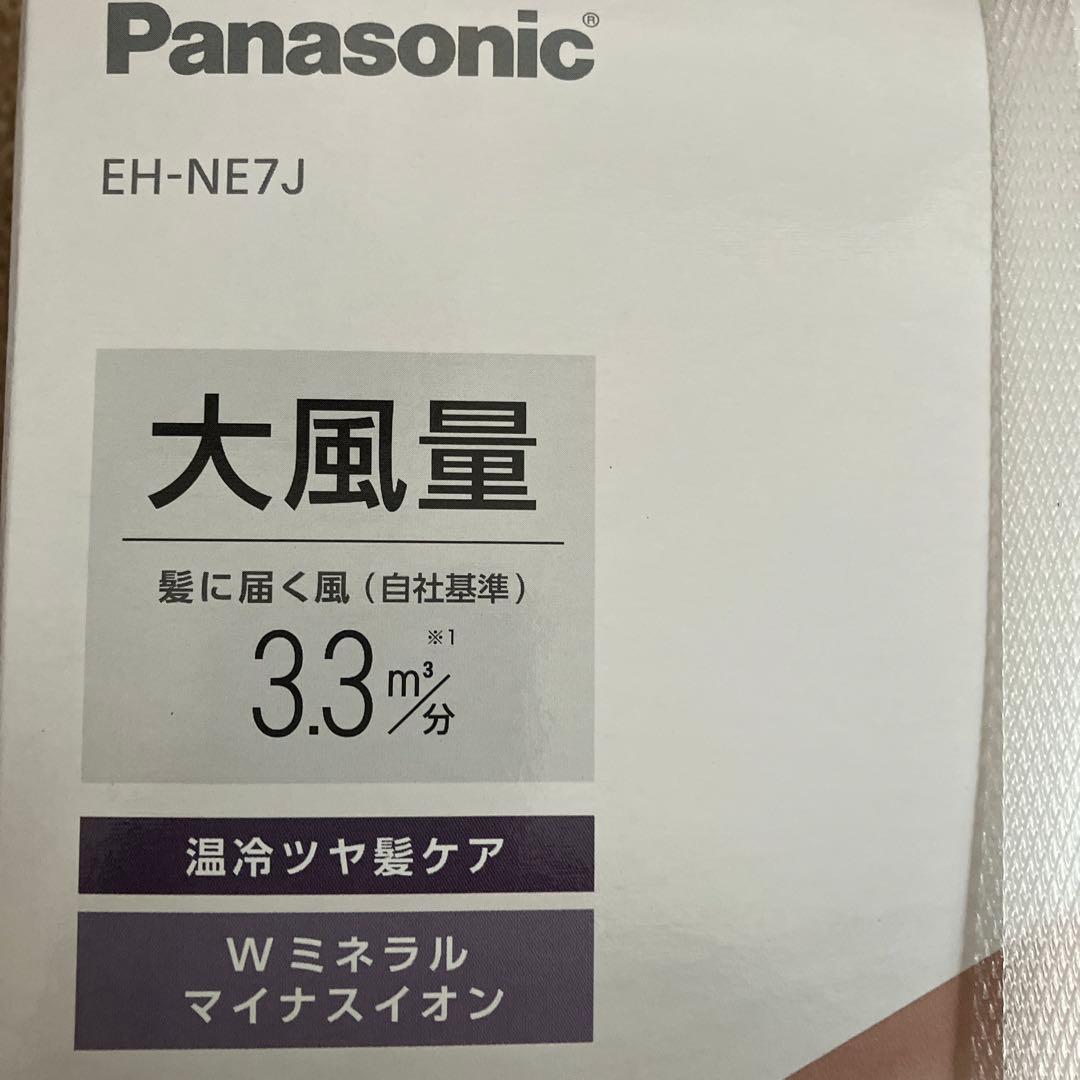 Panasonic®
EH-NE7J
大風量
髪に届く風（自社基準）
3.3 m³/分 ※1
温冷ツヤ髪ケア
Wミネラル
マイナスイオン